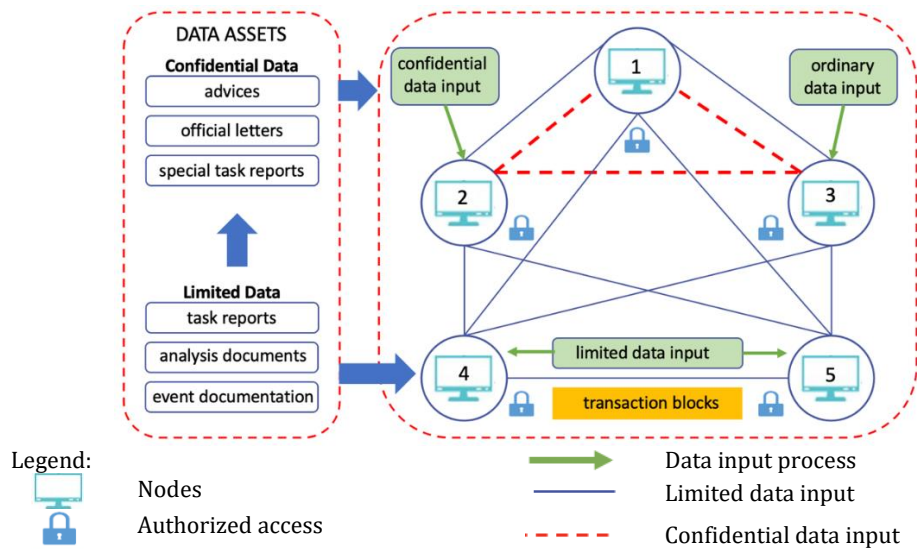 DATA ASSETS
Confidential Data
advices
official letters
special task reports
Limited Data
task reports
analysis documents
event documentation
confidential
data input
1
ordinary
data input
2
3
limited data input
4
5
transaction blocks
Legend:
Nodes
Authorized access
Data input process
Limited data input
Confidential data input